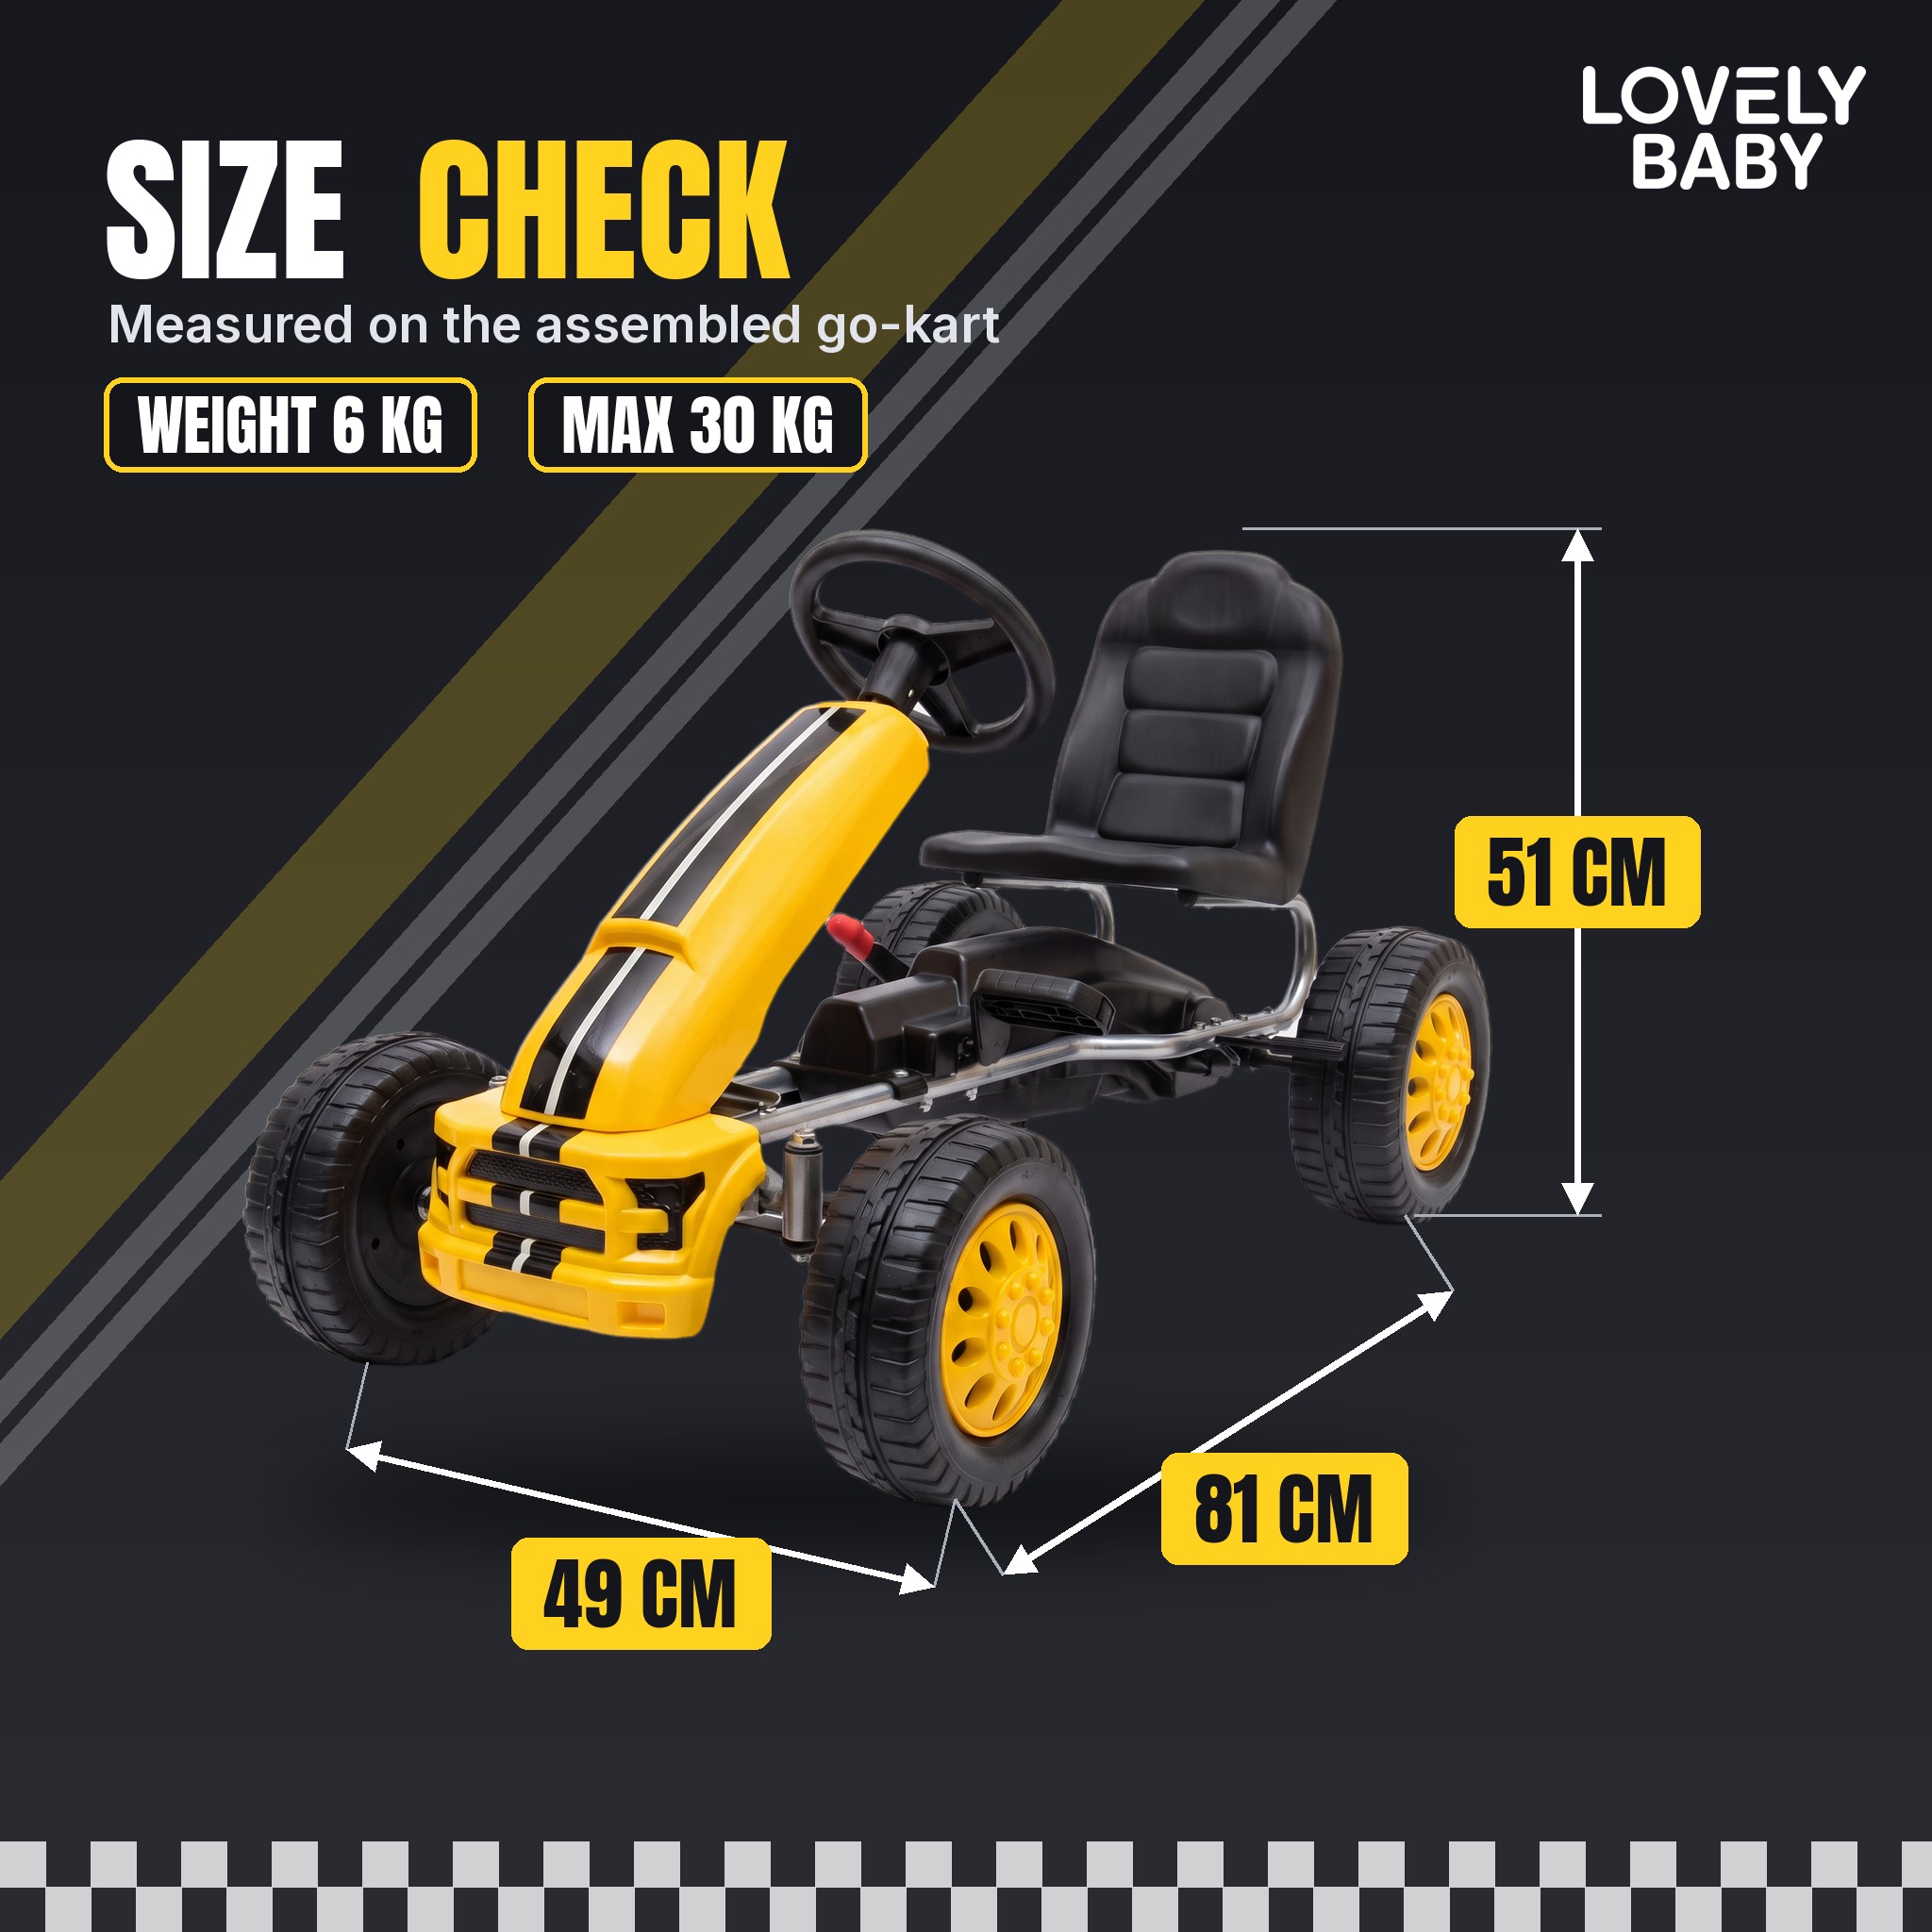 LOVELY
BABY
SIZE CHECK
Measured on the assembled go-kart
WEIGHT 6 KG
MAX 30 KG
51 CM
81 CM
49 CM